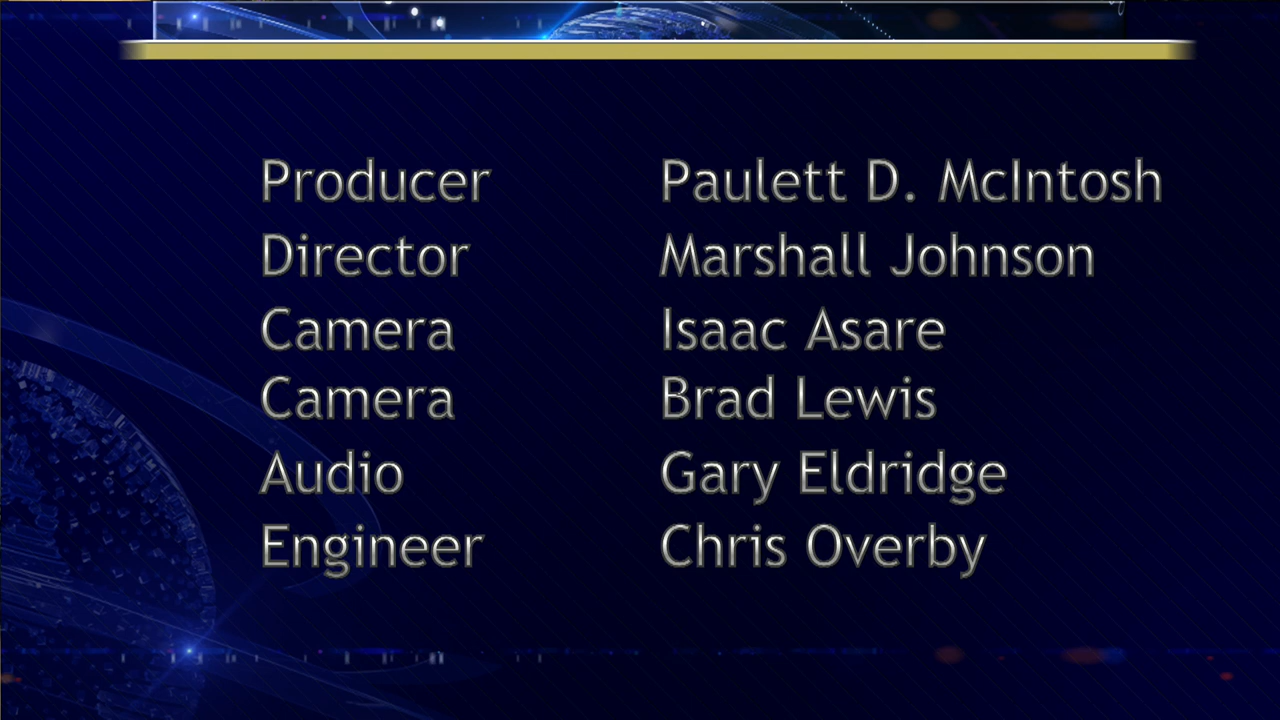 Producer Paulett D. McIntosh
Director Marshall Johnson
Camera Isaac Asare
Camera Brad Lewis
Audio Gary Eldridge
Engineer Chris Overby